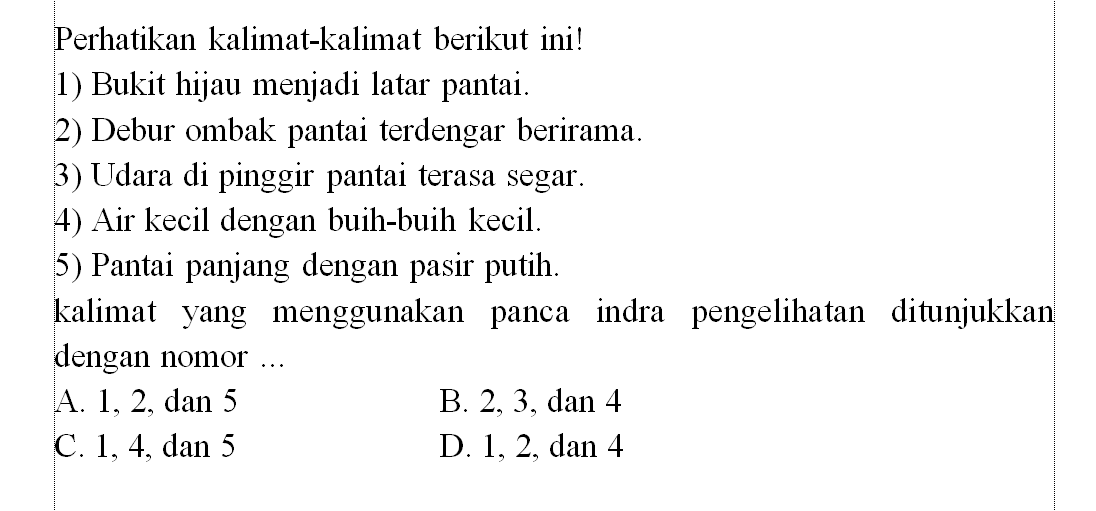 Perhatikan kalimat-kalimat berikut ini!
1) Bukit hijau menjadi latar pantai.
2) Debur ombak pantai terdengar berirama.
3) Udara di pinggir pantai terasa segar.
4) Air kecil dengan buih-buih kecil.
5) Pantai panjang dengan pasir putih.
kalimat yang menggunakan panca indra pengelihatan ditunjukkan
dengan nomor ...
A. 1, 2, dan 5 B. 2, 3, dan 4
C. 1, 4, dan 5 D. 1, 2, dan 4